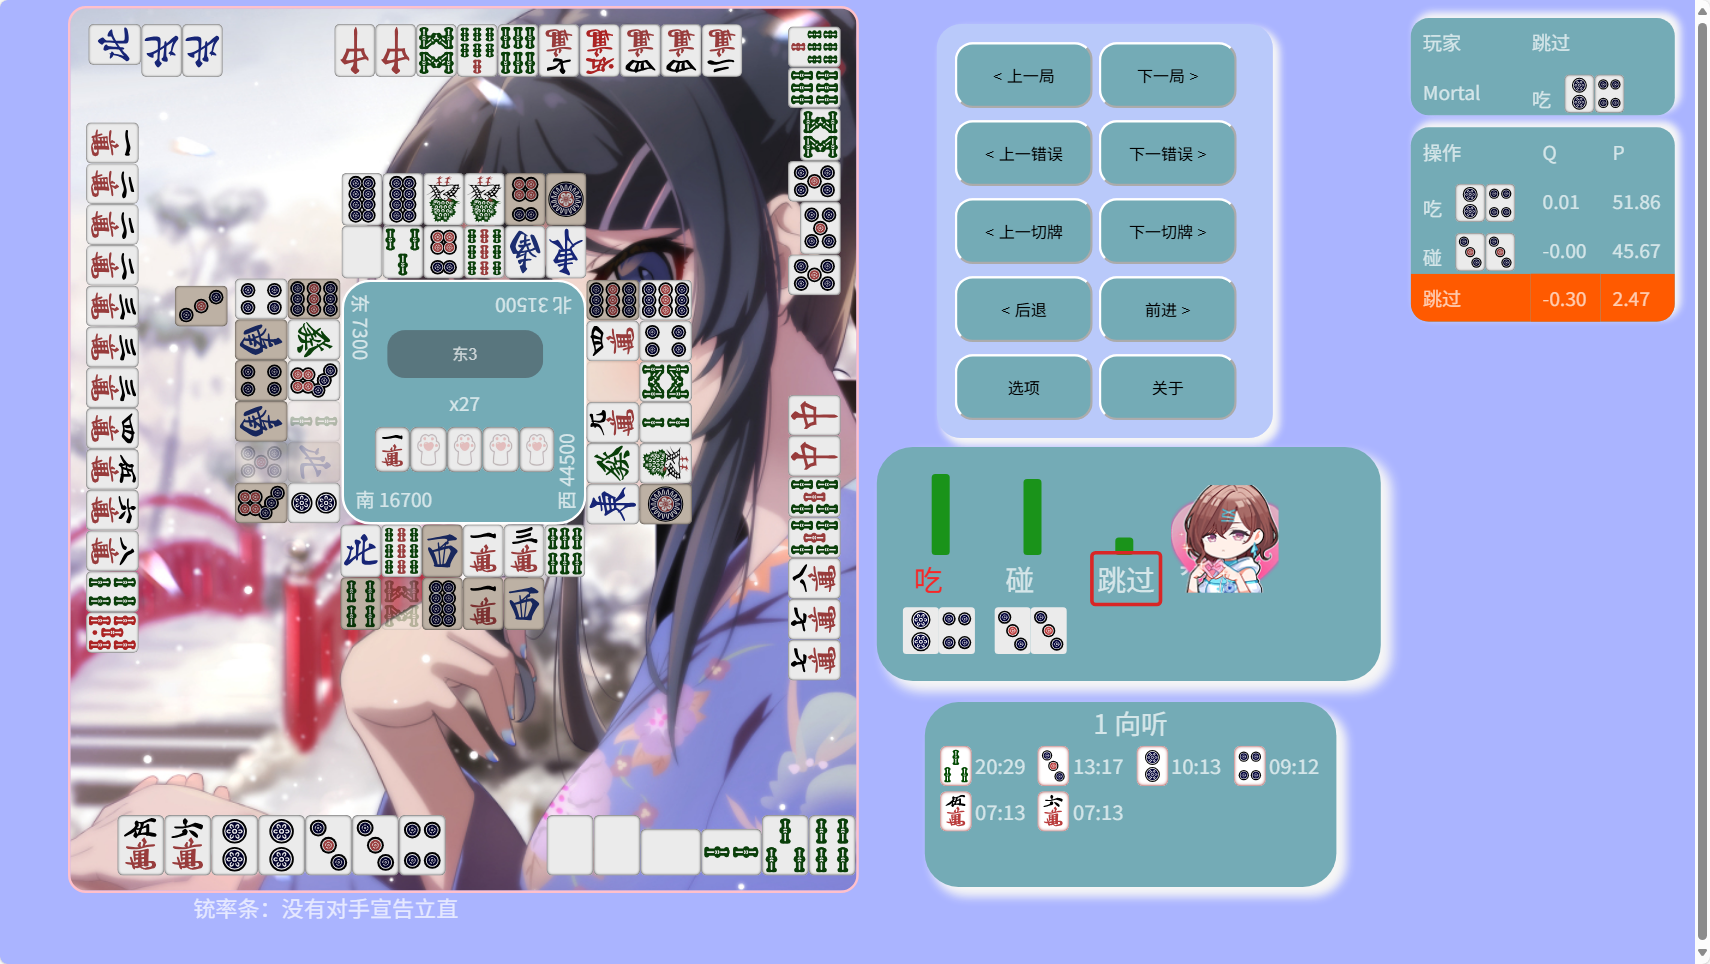 < 上一局
下一局 >
< 上一错误
下一错误 >
< 上一切牌
下一切牌 >
< 后退
前进 >
选项
关于
玩家 跳过
Mortal 吃
操作 Q P
吃 0.01 51.86
碰 -0.00 45.67
跳过 -0.30 2.47
北 31500
东 7300
东3
x27
西 44500
南 16700
吃
碰
跳过
1 向听
20:29 13:17 10:13 09:12
07:13 07:13
铳率条：没有对手宣告立直